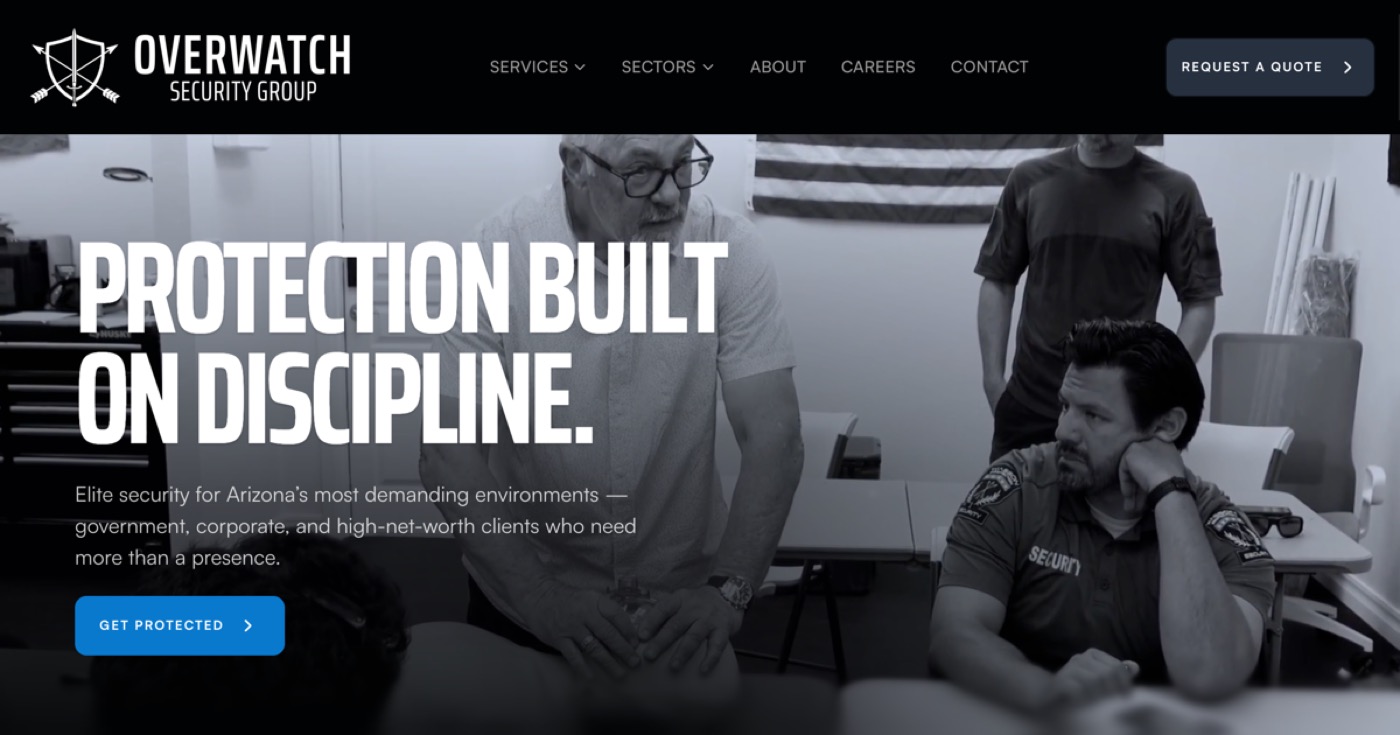 OVERWATCH
SECURITY GROUP
SERVICES
SECTORS
ABOUT
CAREERS
CONTACT
REQUEST A QUOTE
PROTECTION BUILT
ON DISCIPLINE.
Elite security for Arizona’s most demanding environments —
government, corporate, and high-net-worth clients who need
more than a presence.
GET PROTECTED
HUSKY
SECURITY